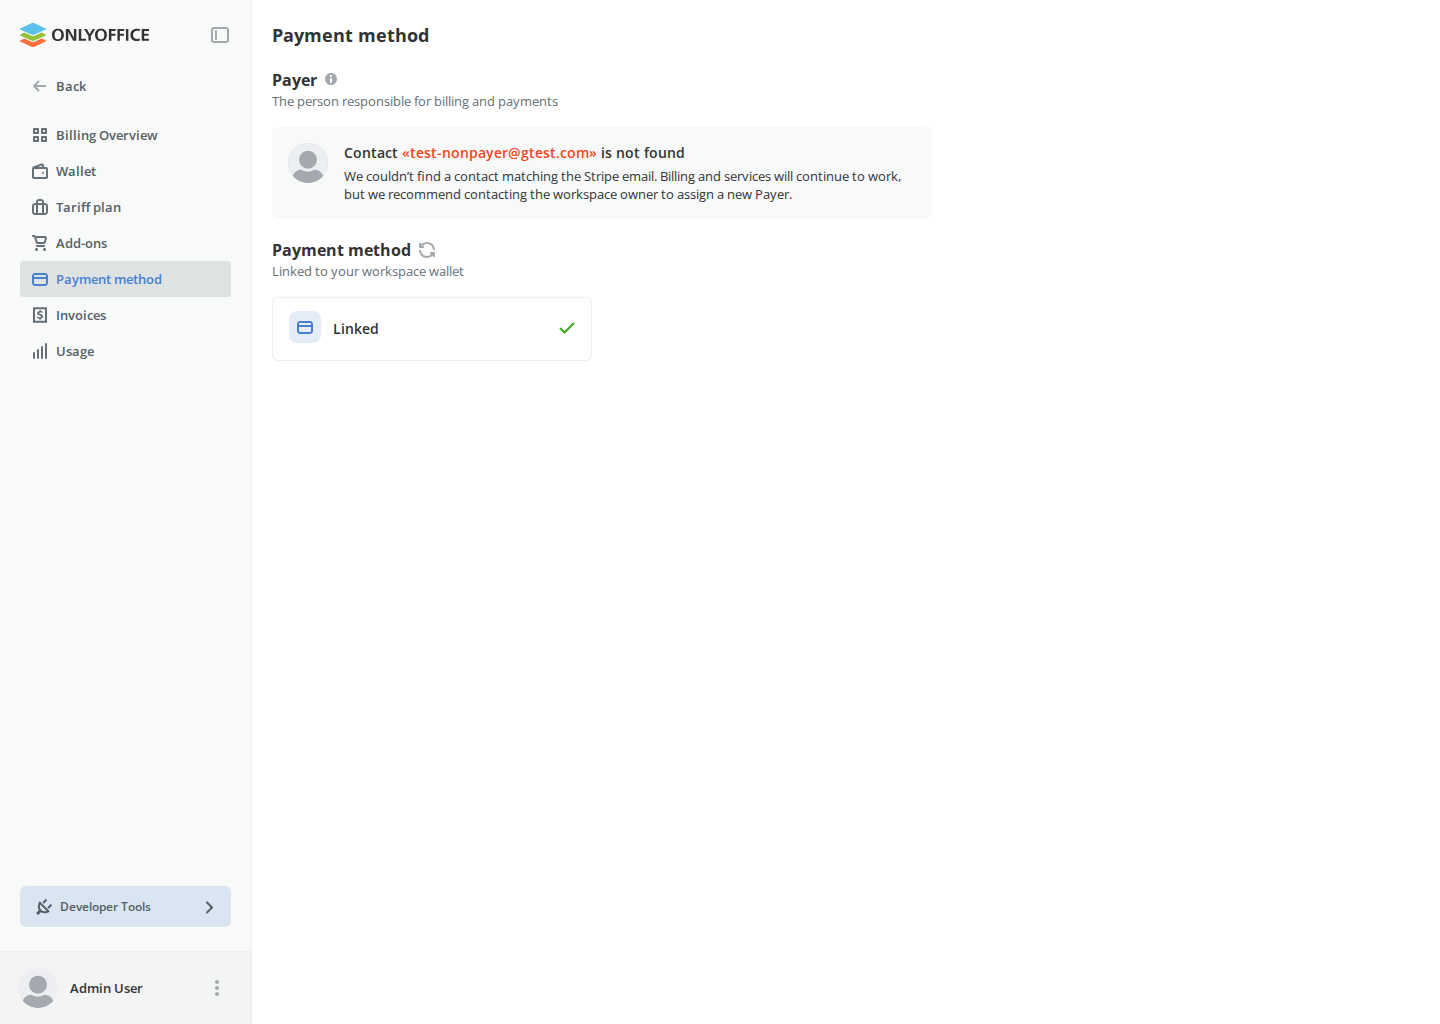 ONLYOFFICE
Back
Billing Overview
Wallet
Tariff plan
Add-ons
Payment method
Invoices
Usage
Developer Tools
Admin User
Payment method
Payer
The person responsible for billing and payments
Contact «test-nonpayer@gtest.com» is not found
We couldn’t find a contact matching the Stripe email. Billing and services will continue to work,
but we recommend contacting the workspace owner to assign a new Payer.
Payment method
Linked to your workspace wallet
Linked